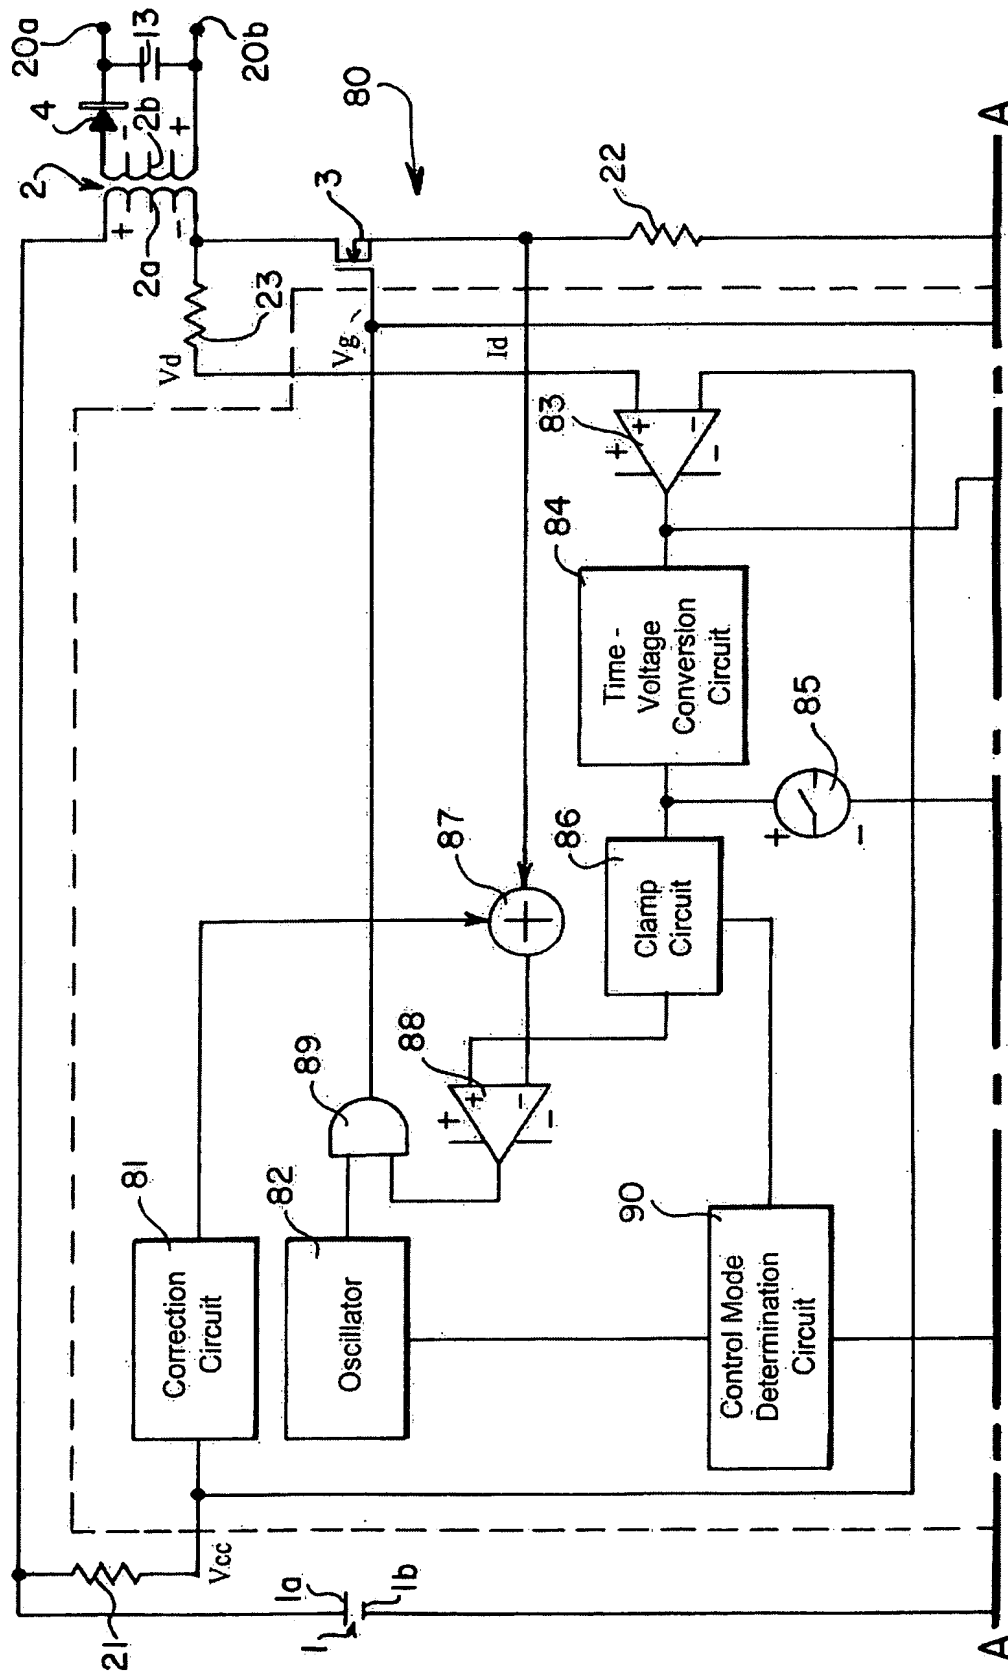 20a
13
20b
4
2b
-
+
2
+
-
2a
3
80
22
23
Vd
Vg
Id
83
+
-
+
-
84
Time -
Voltage
Conversion
Circuit
85
+
-
86
Clamp
Circuit
87
+
88
+
-
+
-
89
81
Correction
Circuit
82
Oscillator
90
Control Mode
Determination
Circuit
Vcc
21
1a
1b
1
A
A